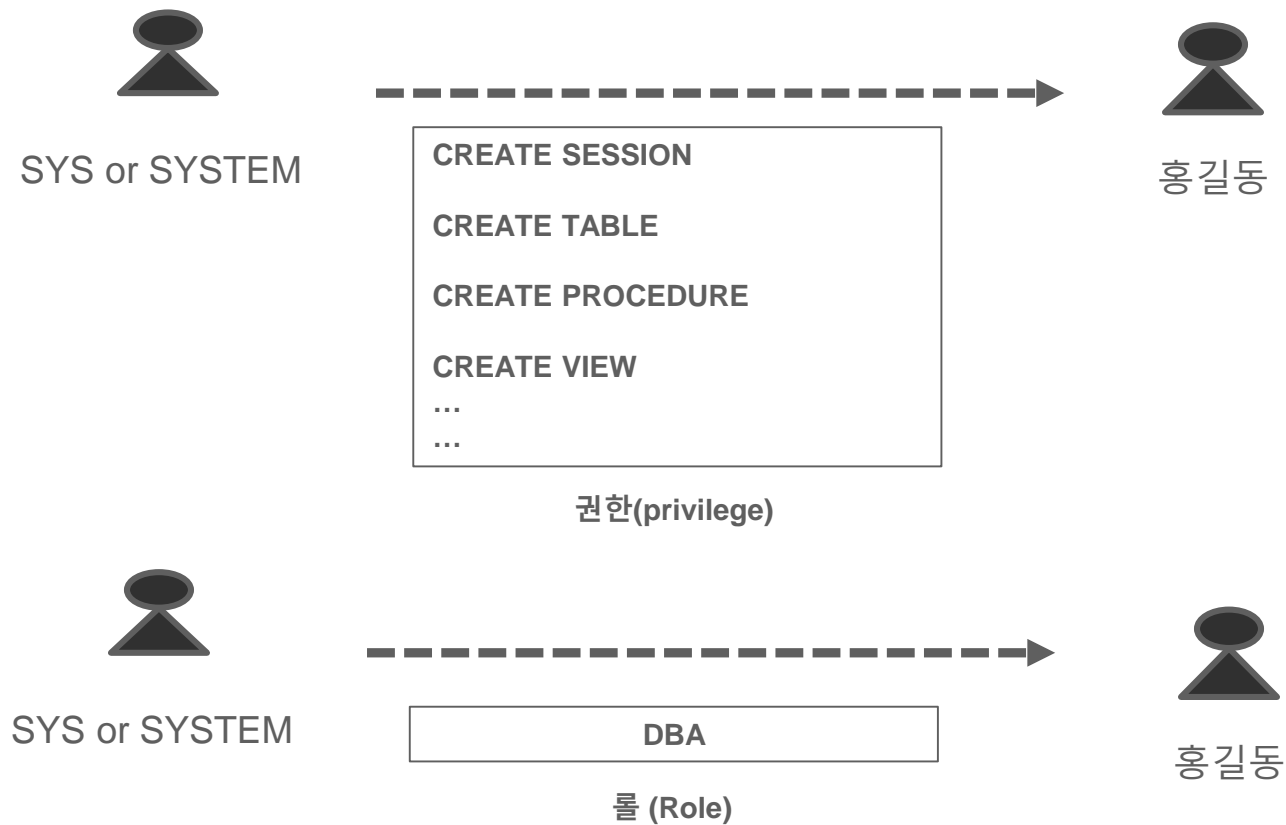 SYS or SYSTEM
CREATE SESSION
CREATE TABLE
CREATE PROCEDURE
CREATE VIEW
…
…
권한(privilege)
홍길동
SYS or SYSTEM
DBA
롤 (Role)
홍길동